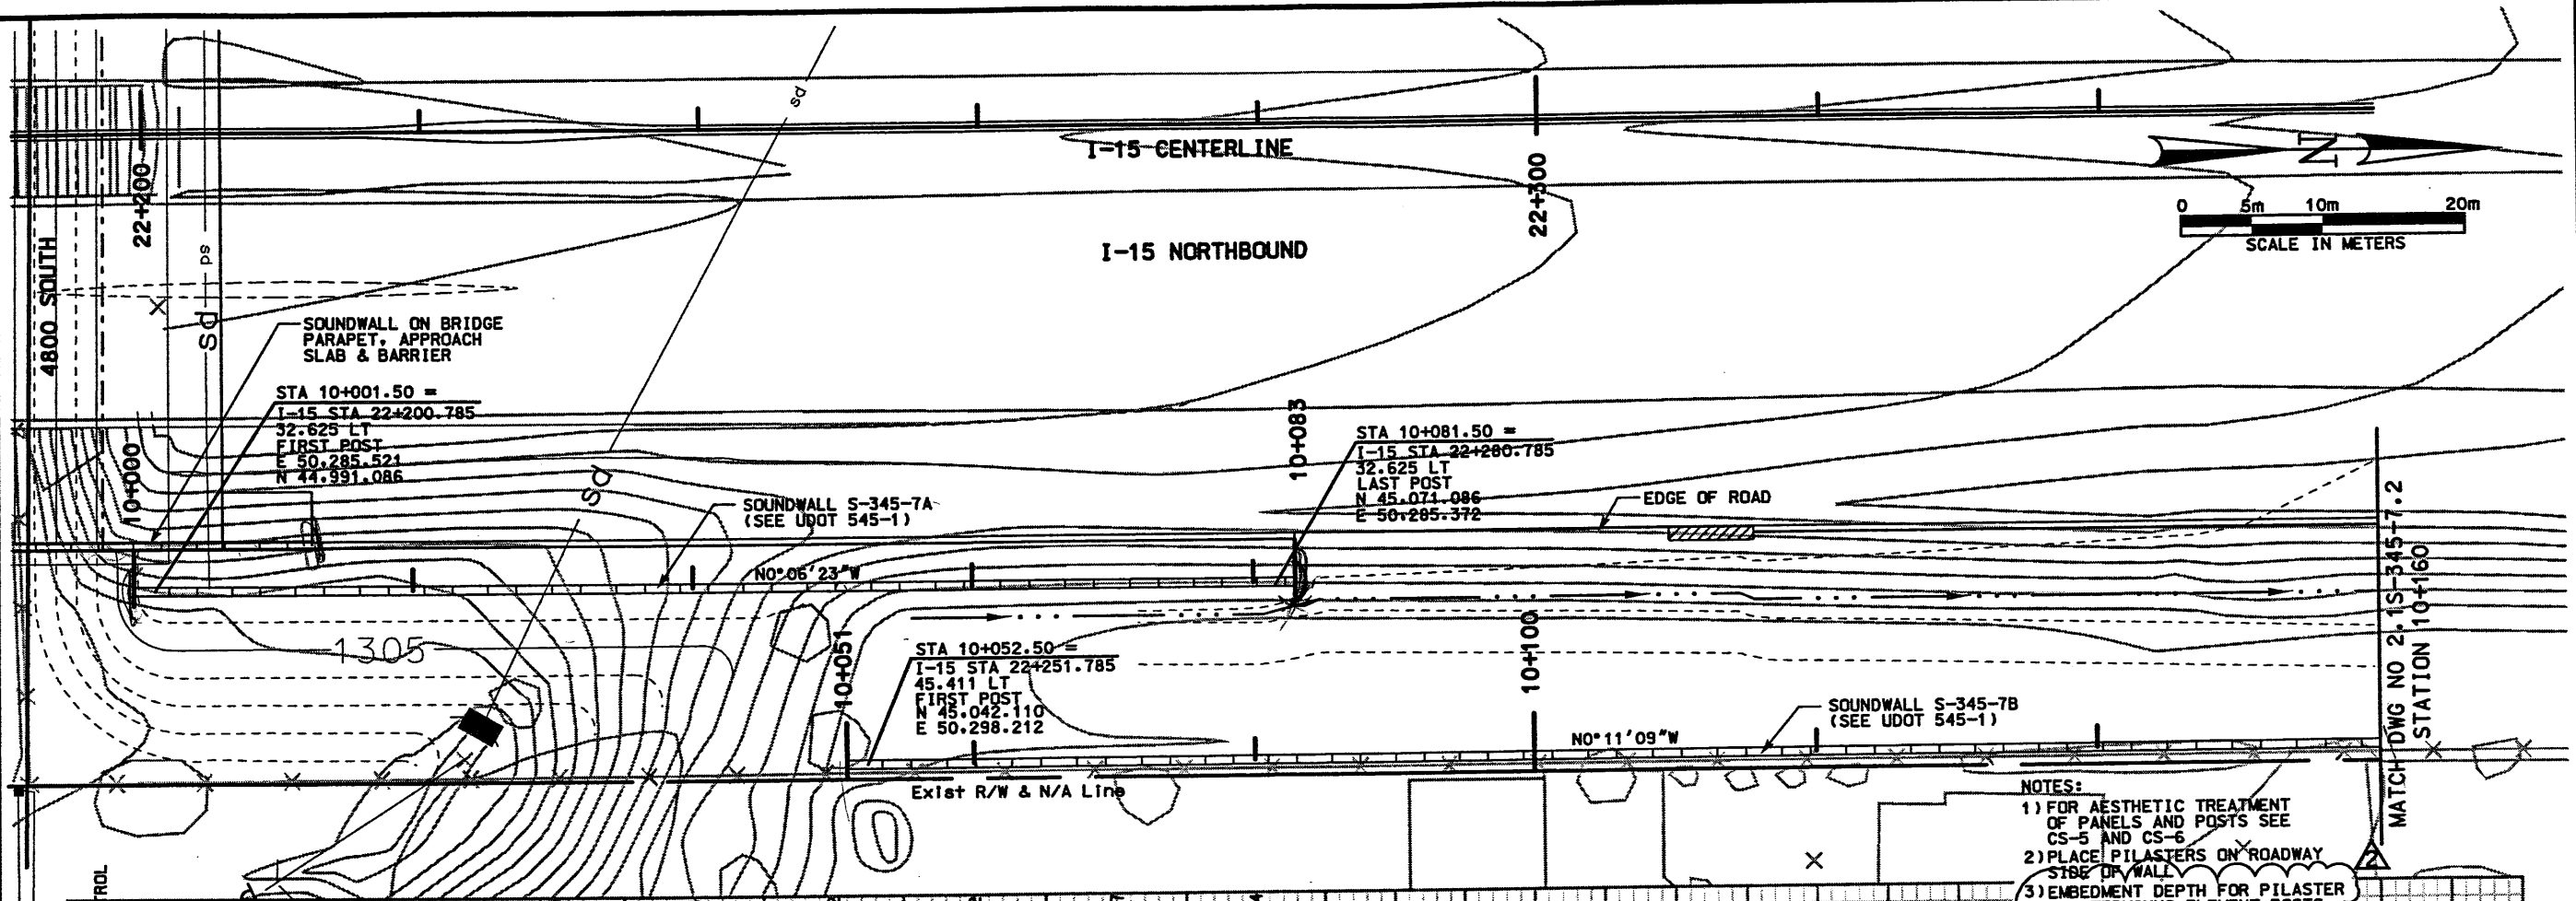 I-15 CENTERLINE
I-15 NORTHBOUND
22+200
22+300
4800 SOUTH
sd
sd
sd
sd
N
0 5m 10m 20m
SCALE IN METERS
SOUNDWALL ON BRIDGE
PARAPET, APPROACH
SLAB & BARRIER
STA 10+001.50 =
I-15 STA 22+200.785
32.625 LT
FIRST POST
E 50.285.521
N 44.991.086
10+000
SOUNDWALL S-345-7A
(SEE UDOT 545-1)
N0°06'23"W
10+083
STA 10+081.50 =
I-15 STA 22+280.785
32.625 LT
LAST POST
N 45.071.086
E 50.285.372
EDGE OF ROAD
1305
10+051
STA 10+052.50 =
I-15 STA 22+251.785
45.411 LT
FIRST POST
N 45.042.110
E 50.298.212
10+100
SOUNDWALL S-345-7B
(SEE UDOT 545-1)
N0°11'09"W
Exist R/W & N/A Line
MATCH DWG NO 2.1S-345-7.2
STATION 10+160
NOTES:
1) FOR AESTHETIC TREATMENT
OF PANELS AND POSTS SEE
CS-5 AND CS-6
2) PLACE PILASTERS ON ROADWAY
SIDE OF WALL
3) EMBEDMENT DEPTH FOR PILASTER
2
TROL